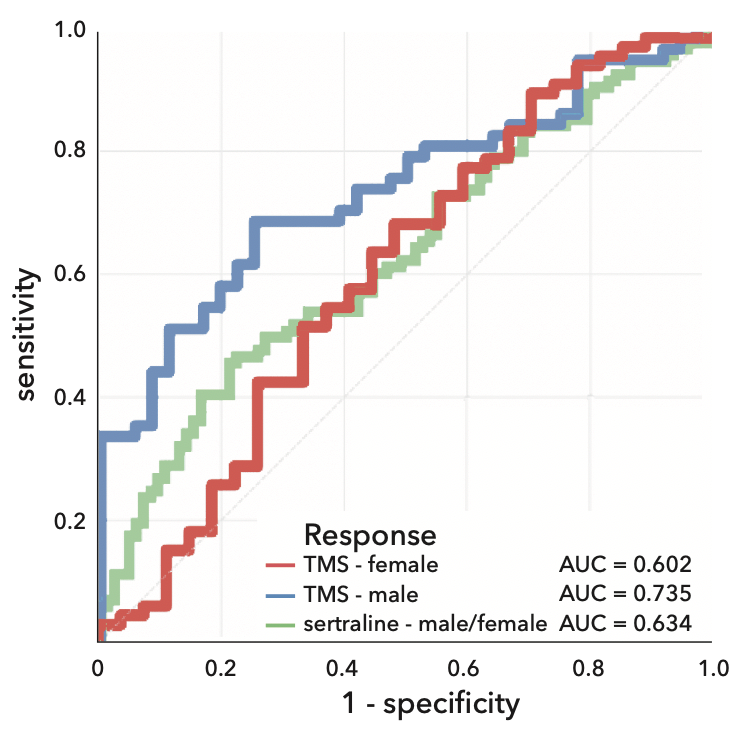 1.0
0.8
0.6
0.4
0.2
sensitivity
Response
TMS - female AUC = 0.602
TMS - male AUC = 0.735
sertraline - male/female AUC = 0.634
0 0.2 0.4 0.6 0.8 1.0
1 - specificity